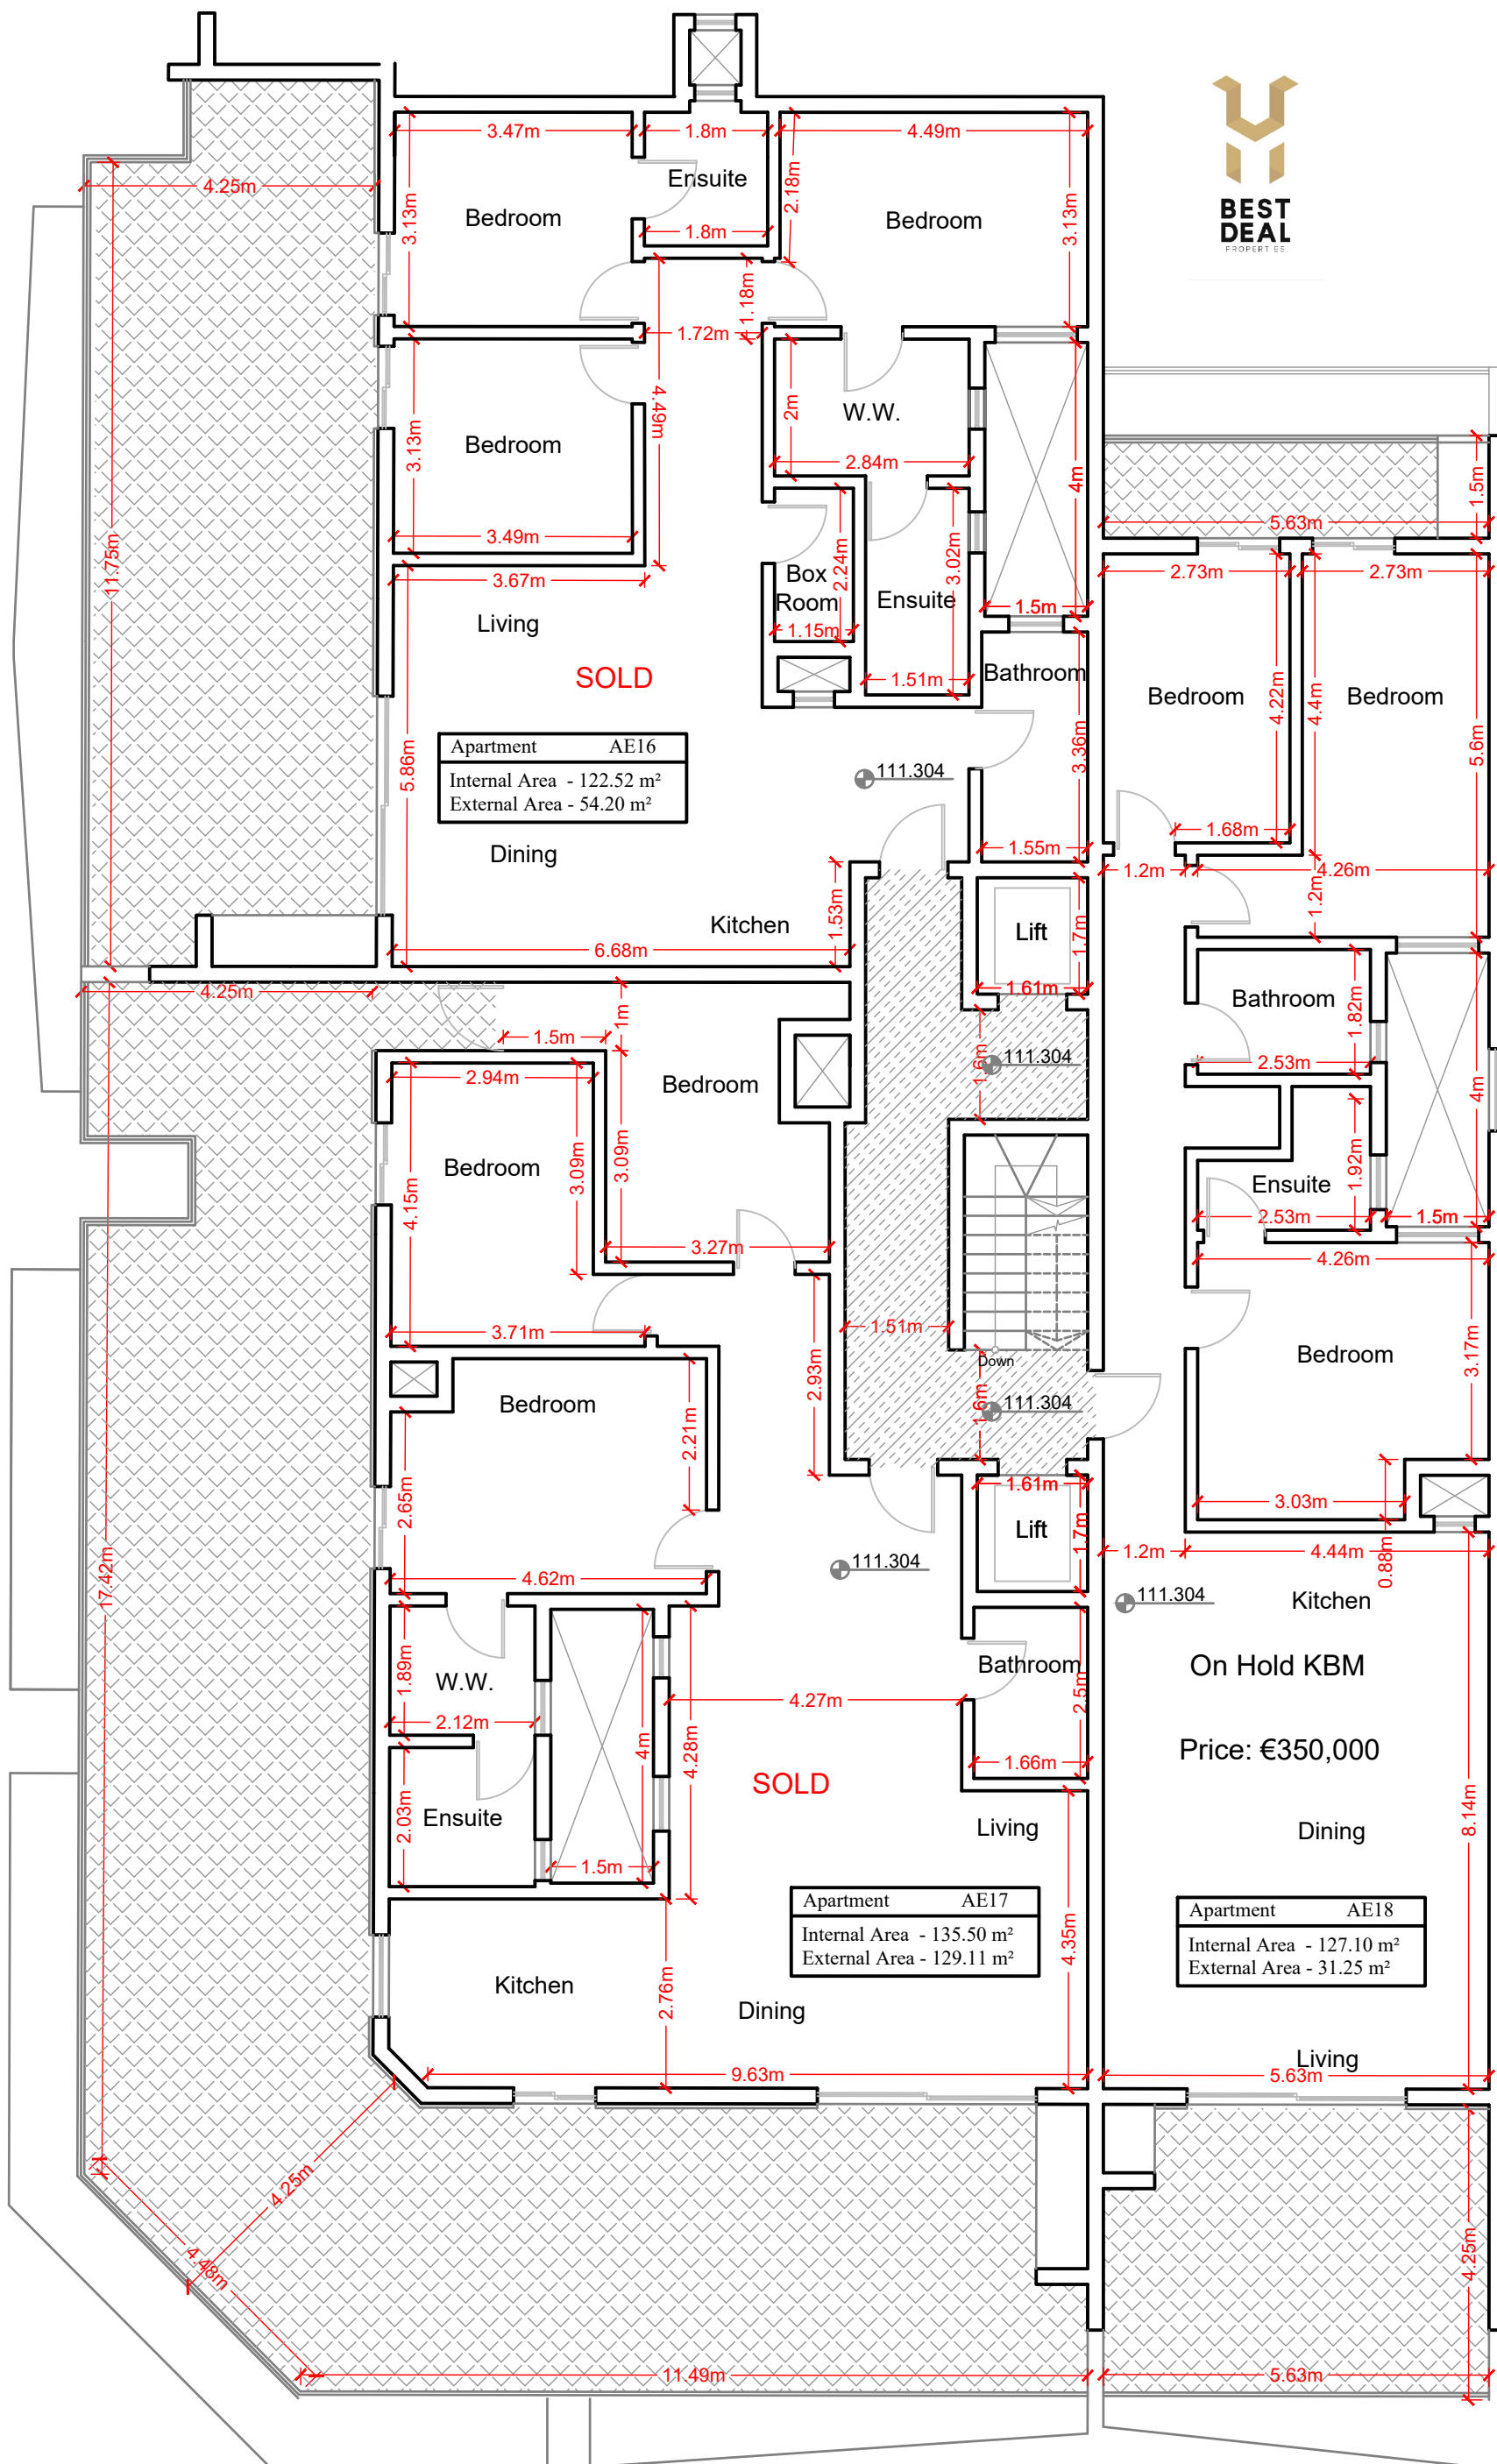 BEST
DEAL
PROPERTIES
3.47m
1.8m
4.49m
Ensuite
4.25m
2.18m
3.13m
Bedroom
Bedroom
3.13m
1.8m
1.18m
1.72m
3.13m
4.49m
2m
W.W.
Bedroom
2.84m
4m
1.5m
3.49m
5.63m
11.75m
2.24m
3.02m
3.67m
Box
Room
Ensuite
2.73m
2.73m
Living
1.15m
1.5m
SOLD
1.51m
Bathroom
Bedroom
Bedroom
4.22m
4.4m
5.6m
Apartment AE16
Internal Area - 122.52 m²
External Area - 54.20 m²
5.86m
111.304
3.36m
Dining
1.55m
1.68m
1.2m
4.26m
1.2m
Kitchen
1.53m
Lift
1.7m
6.68m
1.61m
4.25m
1m
1.5m
Bathroom
1.82m
2.53m
111.304
1.6m
2.94m
Bedroom
4m
Bedroom
4.15m
3.09m
3.09m
1.92m
Ensuite
2.53m
1.5m
3.27m
4.26m
3.71m
1.51m
2.93m
Down
Bedroom
3.17m
Bedroom
2.21m
1.6m
111.304
2.65m
1.61m
3.03m
0.88m
Lift
1.7m
17.42m
4.62m
111.304
1.2m
4.44m
111.304
Kitchen
1.89m
W.W.
2.12m
Bathroom
2.5m
On Hold KBM
4.27m
4m
4.28m
1.66m
Price: €350,000
SOLD
2.03m
Ensuite
Living
Dining
8.14m
1.5m
Apartment AE17
Internal Area - 135.50 m²
External Area - 129.11 m²
4.35m
Apartment AE18
Internal Area - 127.10 m²
External Area - 31.25 m²
Kitchen
2.76m
Dining
Living
9.63m
5.63m
4.25m
4.48m
4.25m
11.49m
5.63m